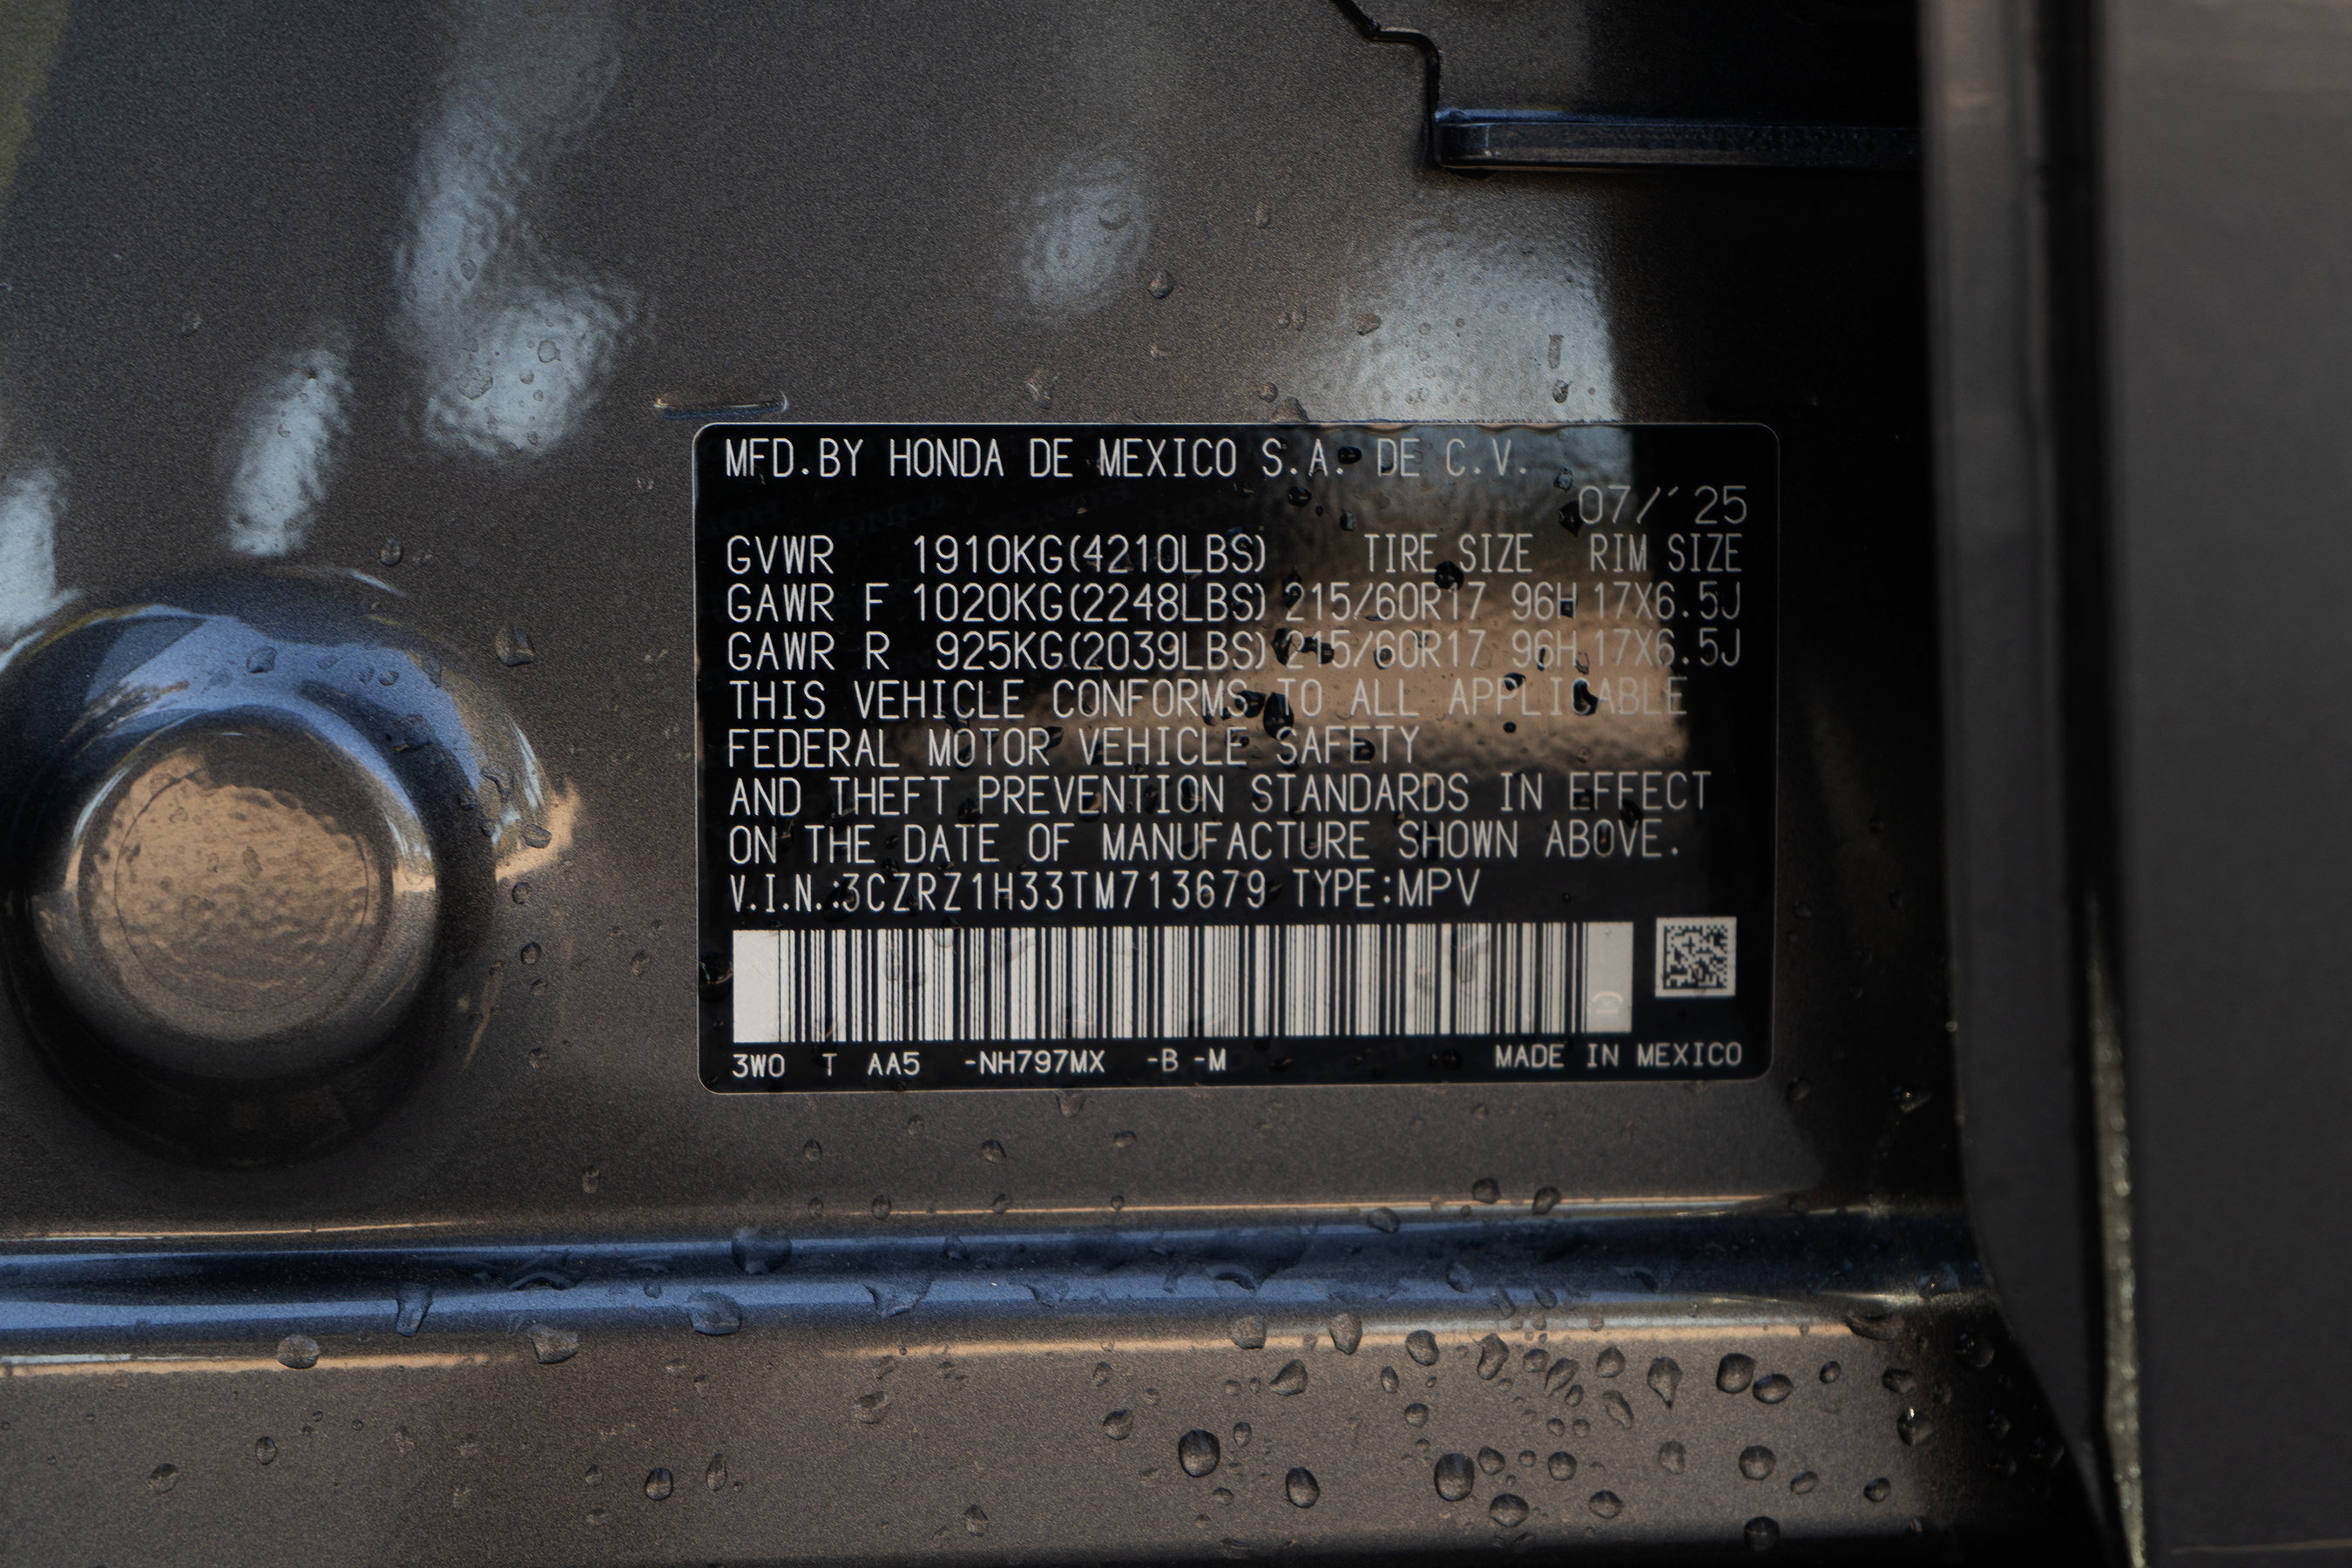 MFD.BY HONDA DE MEXICO S.A. DE C.V.
07/´25
GVWR 1910KG(4210LBS) TIRE SIZE RIM SIZE
GAWR F 1020KG(2248LBS) 215/60R17 96H 17X6.5J
GAWR R 925KG(2039LBS) 215/60R17 96H 17X6.5J
THIS VEHICLE CONFORMS TO ALL APPLICABLE
FEDERAL MOTOR VEHICLE SAFETY
AND THEFT PREVENTION STANDARDS IN EFFECT
ON THE DATE OF MANUFACTURE SHOWN ABOVE.
V.I.N.:3CZRZ1H33TM713679 TYPE:MPV
3W0 T AA5 -NH797MX -B -M MADE IN MEXICO